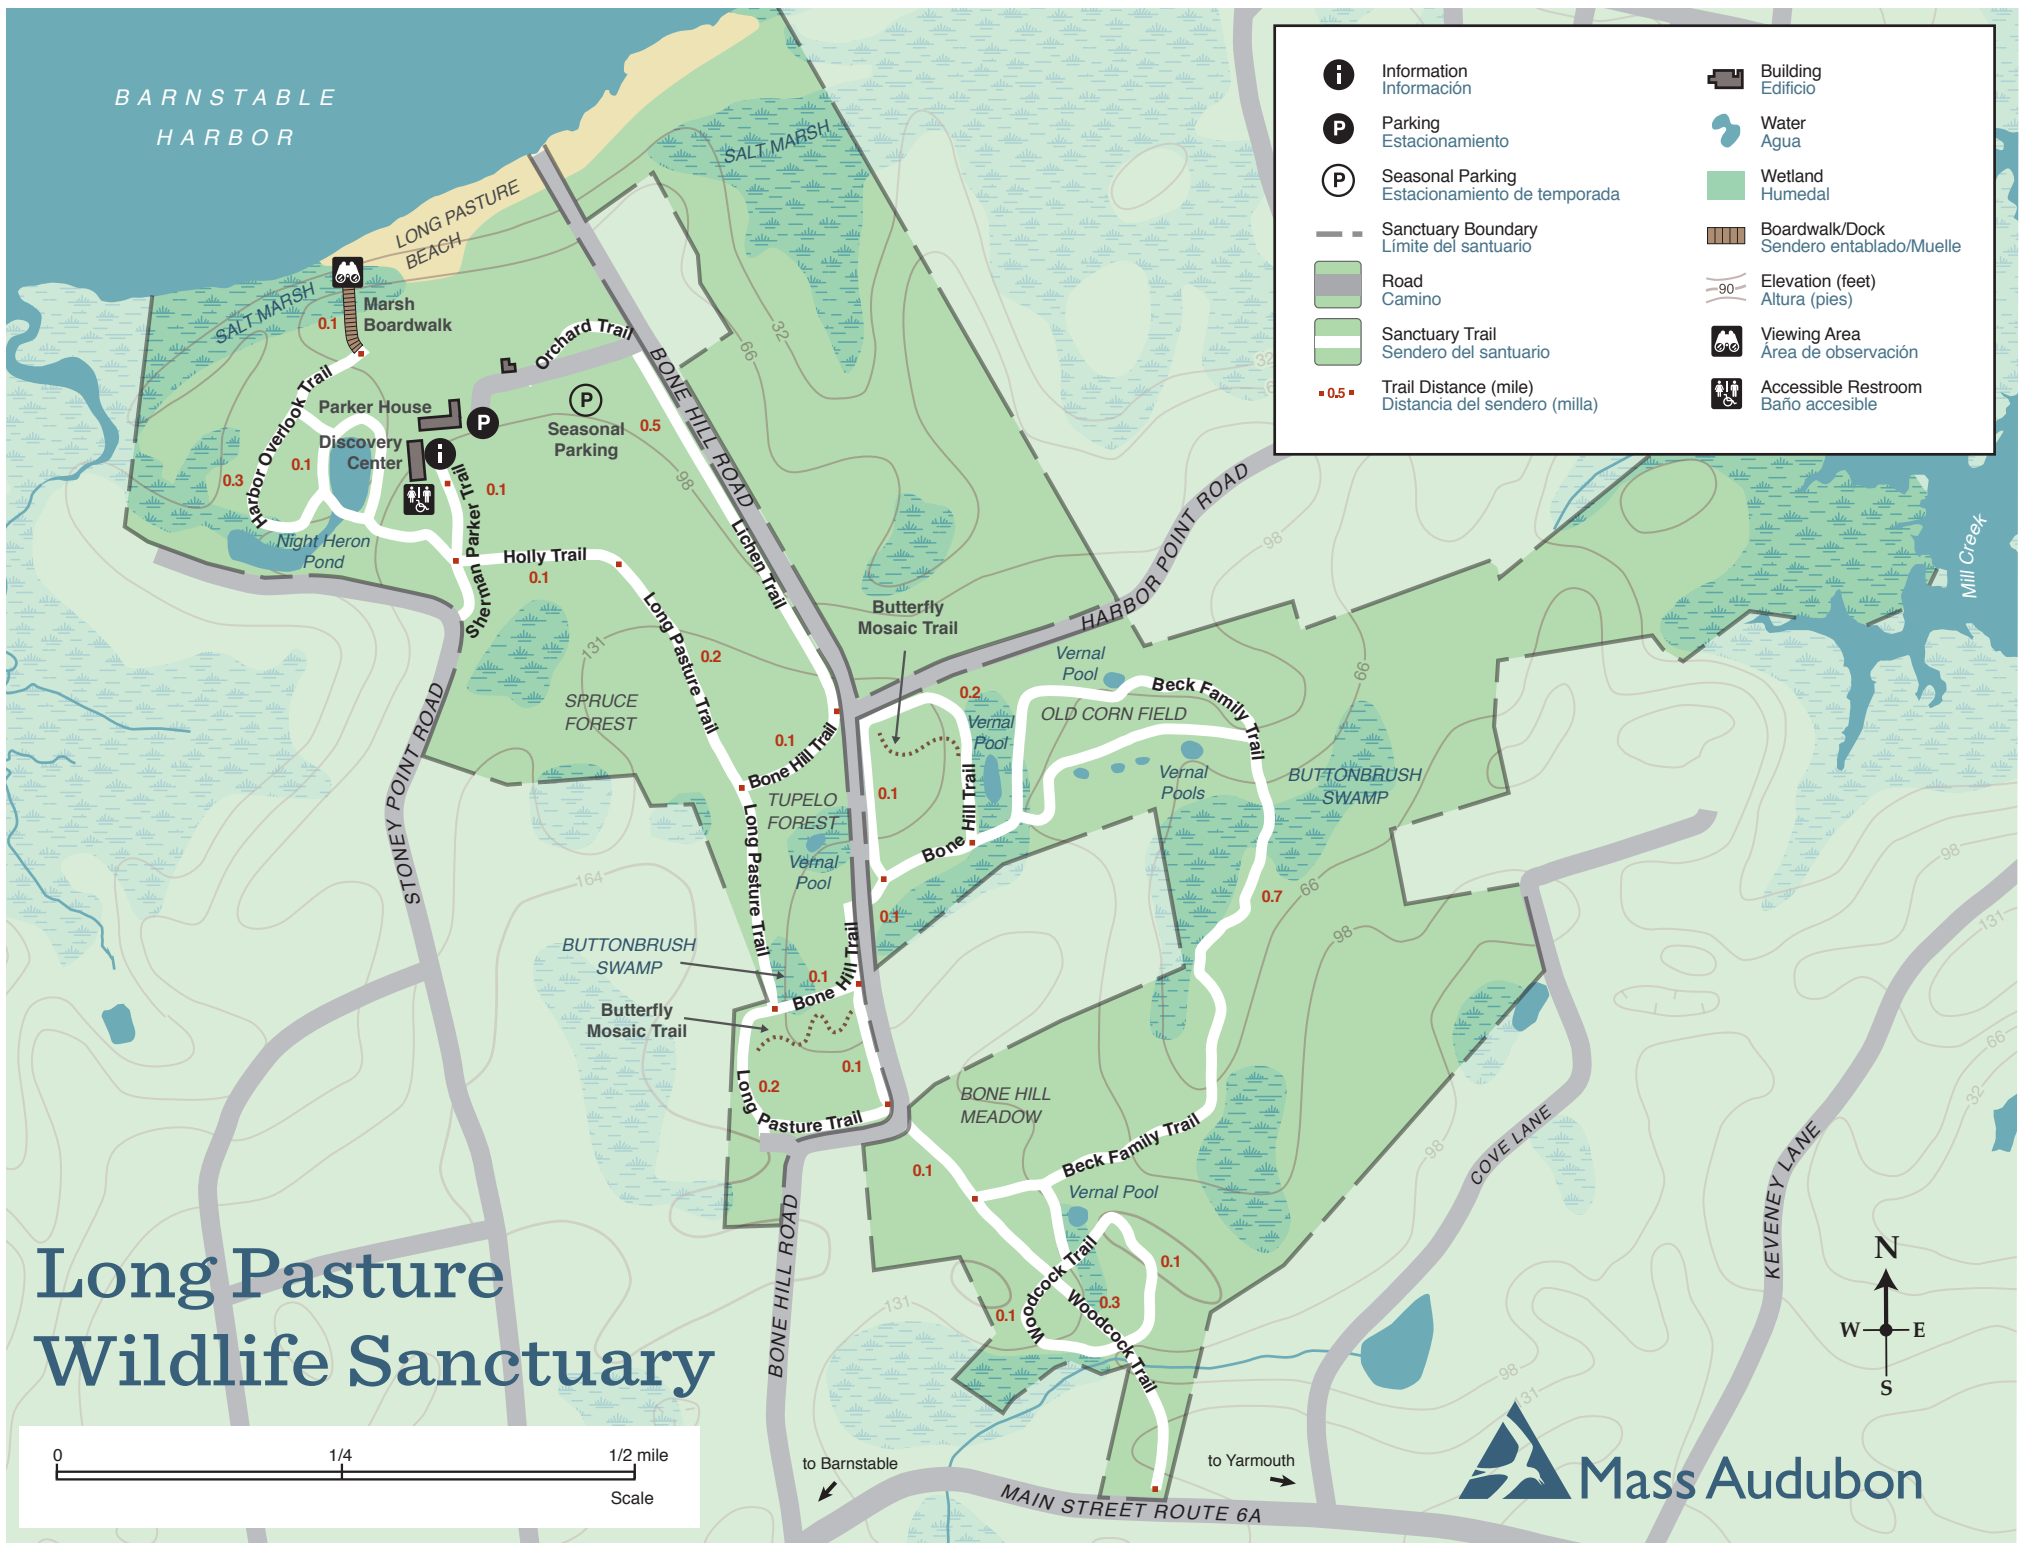 BARNSTABLE
HARBOR
LONG PASTURE
BEACH
SALT MARSH
SALT MARSH
Marsh
Boardwalk
0.1
Orchard Trail
Harbor Overlook Trail
Parker House
Discovery
Center
i
P
P
Seasonal
Parking
0.5
0.3
0.1
0.1
Sherman Parker Trail
Night Heron
Pond
Holly Trail
0.1
BONE HILL ROAD
Lichen Trail
32
66
98
131
Long Pasture Trail
0.2
SPRUCE
FOREST
0.1
Bone Hill Trail
TUPELO
FOREST
Vernal
Pool
Long Pasture Trail
STONEY POINT ROAD
164
BUTTONBRUSH
SWAMP
Butterfly
Mosaic Trail
0.1
Bone Hill Trail
0.1
0.2
Long
Pasture Trail
0.1
Butterfly
Mosaic Trail
HARBOR POINT ROAD
98
32
Vernal
Pool
0.2
Beck Family Trail
OLD CORN FIELD
Vernal
Pool
Vernal
Pools
0.1
Bone Hill Trail
66
BUTTONBRUSH
SWAMP
0.7
66
98
Mill Creek
98
131
66
32
BONE HILL
MEADOW
Beck Family Trail
0.1
Vernal Pool
Woodcock Trail
0.1
0.1
0.3
Woodcock Trail
131
98
98
131
COVE LANE
KEVENEY LANE
BONE HILL ROAD
to Barnstable
to Yarmouth
MAIN STREET ROUTE 6A
i
Information
Información
P
Parking
Estacionamiento
P
Seasonal Parking
Estacionamiento de temporada
Sanctuary Boundary
Límite del santuario
Road
Camino
Sanctuary Trail
Sendero del santuario
0.5
Trail Distance (mile)
Distancia del sendero (milla)
Building
Edificio
Water
Agua
Wetland
Humedal
Boardwalk/Dock
Sendero entablado/Muelle
90
Elevation (feet)
Altura (pies)
Viewing Area
Área de observación
Accessible Restroom
Baño accesible
Long Pasture
Wildlife Sanctuary
0
1/4
1/2 mile
Scale
N
W
E
S
Mass Audubon